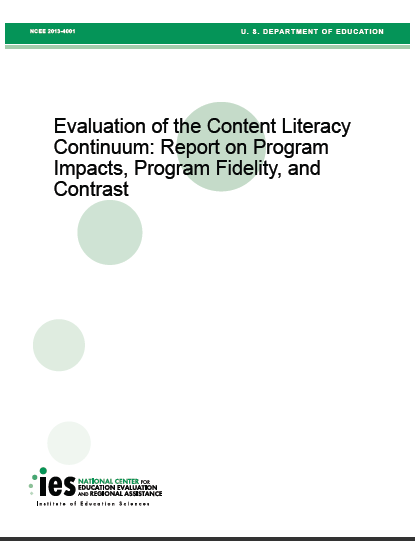 NCEE 2013-4001
U. S. DEPARTMENT OF EDUCATION
Evaluation of the Content Literacy
Continuum: Report on Program
Impacts, Program Fidelity, and
Contrast
ies NATIONAL CENTER FOR
EDUCATION EVALUATION
AND REGIONAL ASSISTANCE
Institute of Education Sciences